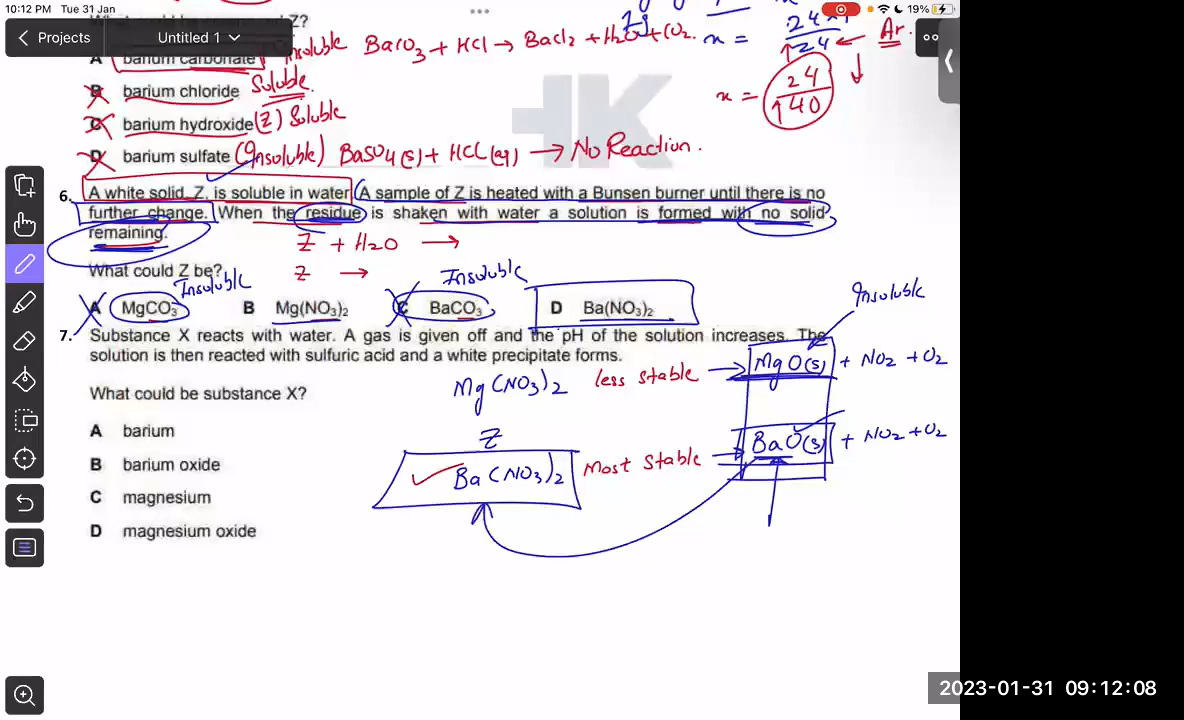 10:12 PM Tue 31 Jan
19%
Z?
Projects
Untitled 1
A barium carbonate Insoluble BaCO3 + HCl → BaCl2 + H2O + CO2.
B barium chloride Soluble.
C barium hydroxide (Z) Soluble
D barium sulfate (Insoluble) BaSO4(s) + HCl(aq) → No Reaction.
x = 24 Ar.
x = 24
40
6. A white solid, Z, is soluble in water. A sample of Z is heated with a Bunsen burner until there is no
further change. When the residue is shaken with water a solution is formed with no solid
remaining.
Z + H2O →
What could Z be?
Z →
Insoluble
Insoluble
A MgCO3 B Mg(NO3)2 C BaCO3 D Ba(NO3)2
Insoluble
7. Substance X reacts with water. A gas is given off and the pH of the solution increases. The
solution is then reacted with sulfuric acid and a white precipitate forms.
Mg(NO3)2 less stable → MgO(s) + NO2 + O2
What could be substance X?
A barium
Z
Ba(NO3)2 Most stable → BaO(s) + NO2 + O2
B barium oxide
C magnesium
D magnesium oxide
HK
2023-01-31 09:12:08